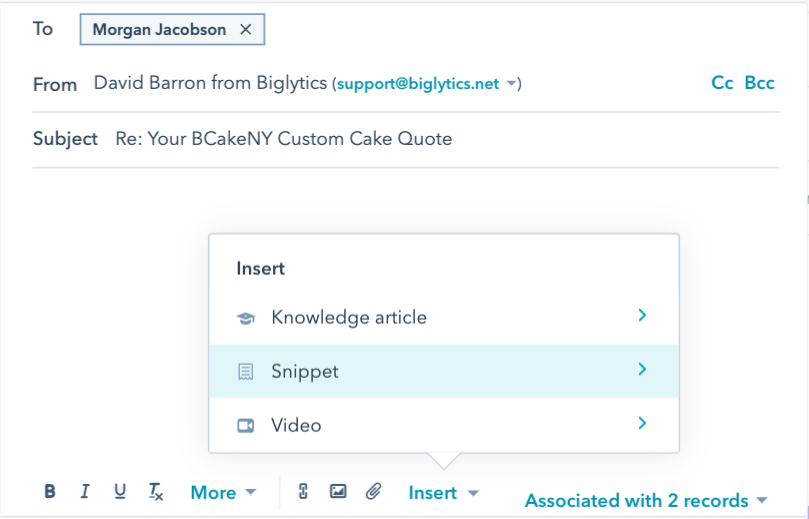 To Morgan Jacobson ×
From David Barron from Biglytics (support@biglytics.net) Cc Bcc
Subject Re: Your BCakeNY Custom Cake Quote
Insert
Knowledge article
Snippet
Video
B I U Tx More Insert Associated with 2 records